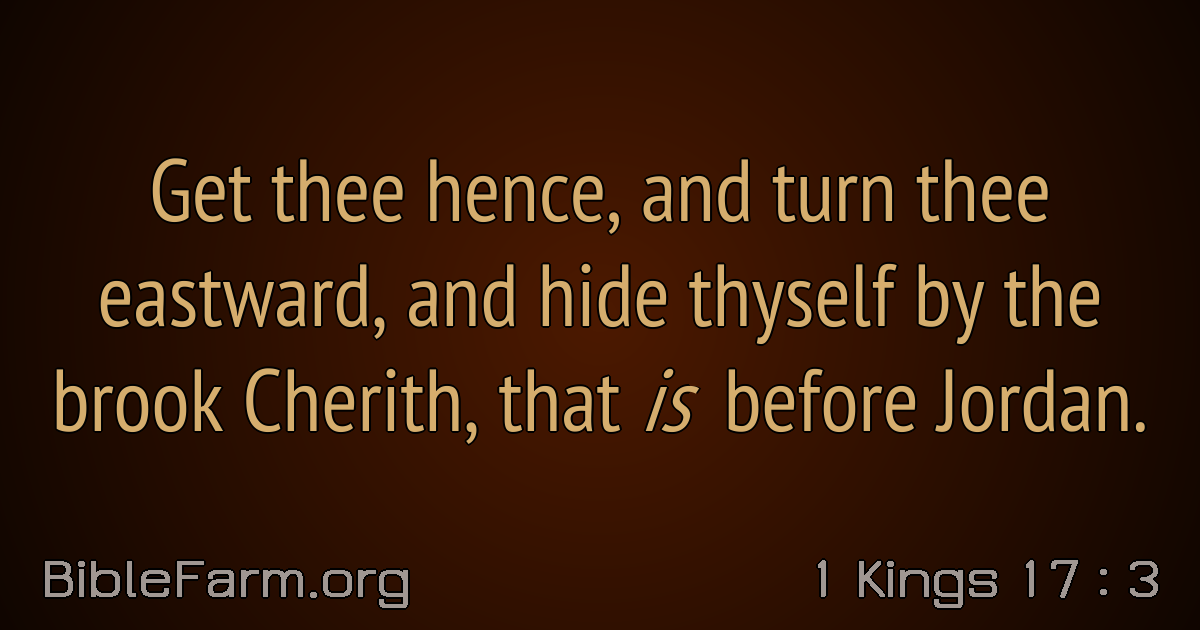 Get thee hence, and turn thee
eastward, and hide thyself by the
brook Cherith, that is before Jordan.
BibleFarm.org
1 Kings 17 : 3